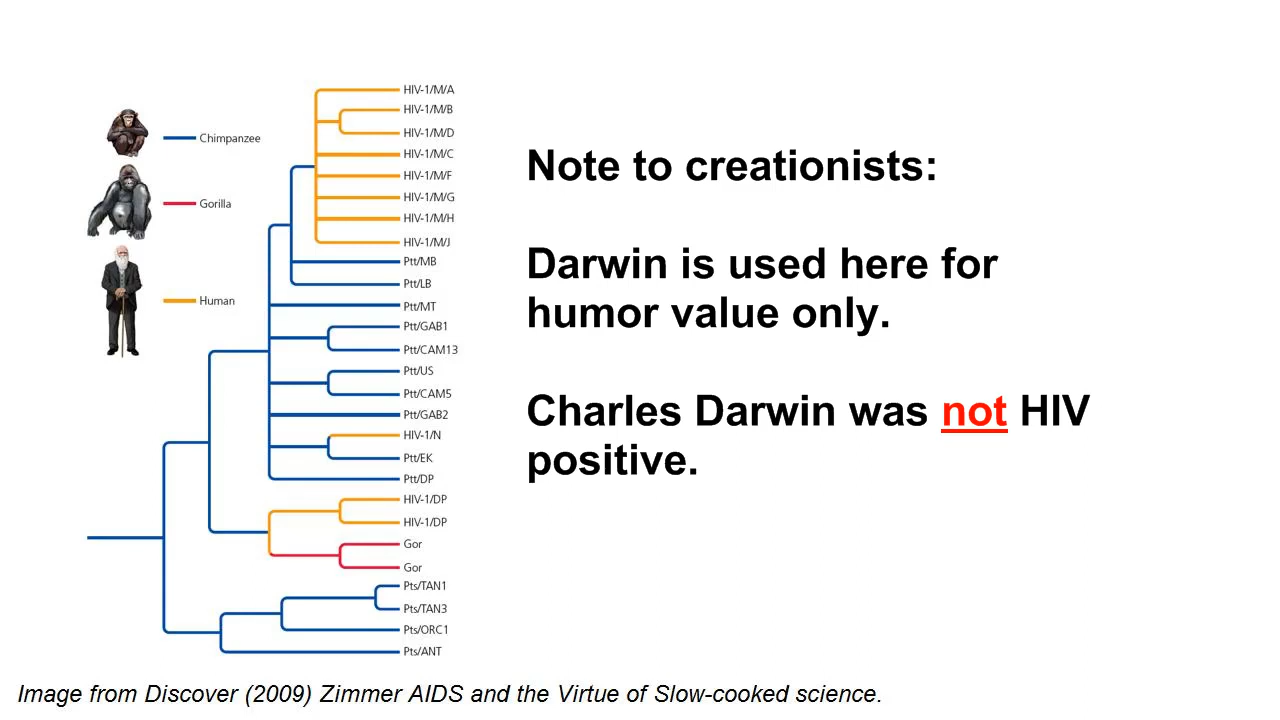 Chimpanzee
Gorilla
Human
HIV-1/M/A
HIV-1/M/B
HIV-1/M/D
HIV-1/M/C
HIV-1/M/F
HIV-1/M/G
HIV-1/M/H
HIV-1/M/J
Ptt/MB
Ptt/LB
Ptt/MT
Ptt/GAB1
Ptt/CAM13
Ptt/US
Ptt/CAM5
Ptt/GAB2
HIV-1/N
Ptt/EK
Ptt/DP
HIV-1/DP
HIV-1/DP
Gor
Gor
Pts/TAN1
Pts/TAN3
Pts/ORC1
Pts/ANT
Note to creationists:
Darwin is used here for
humor value only.
Charles Darwin was not HIV
positive.
Image from Discover (2009) Zimmer AIDS and the Virtue of Slow-cooked science.